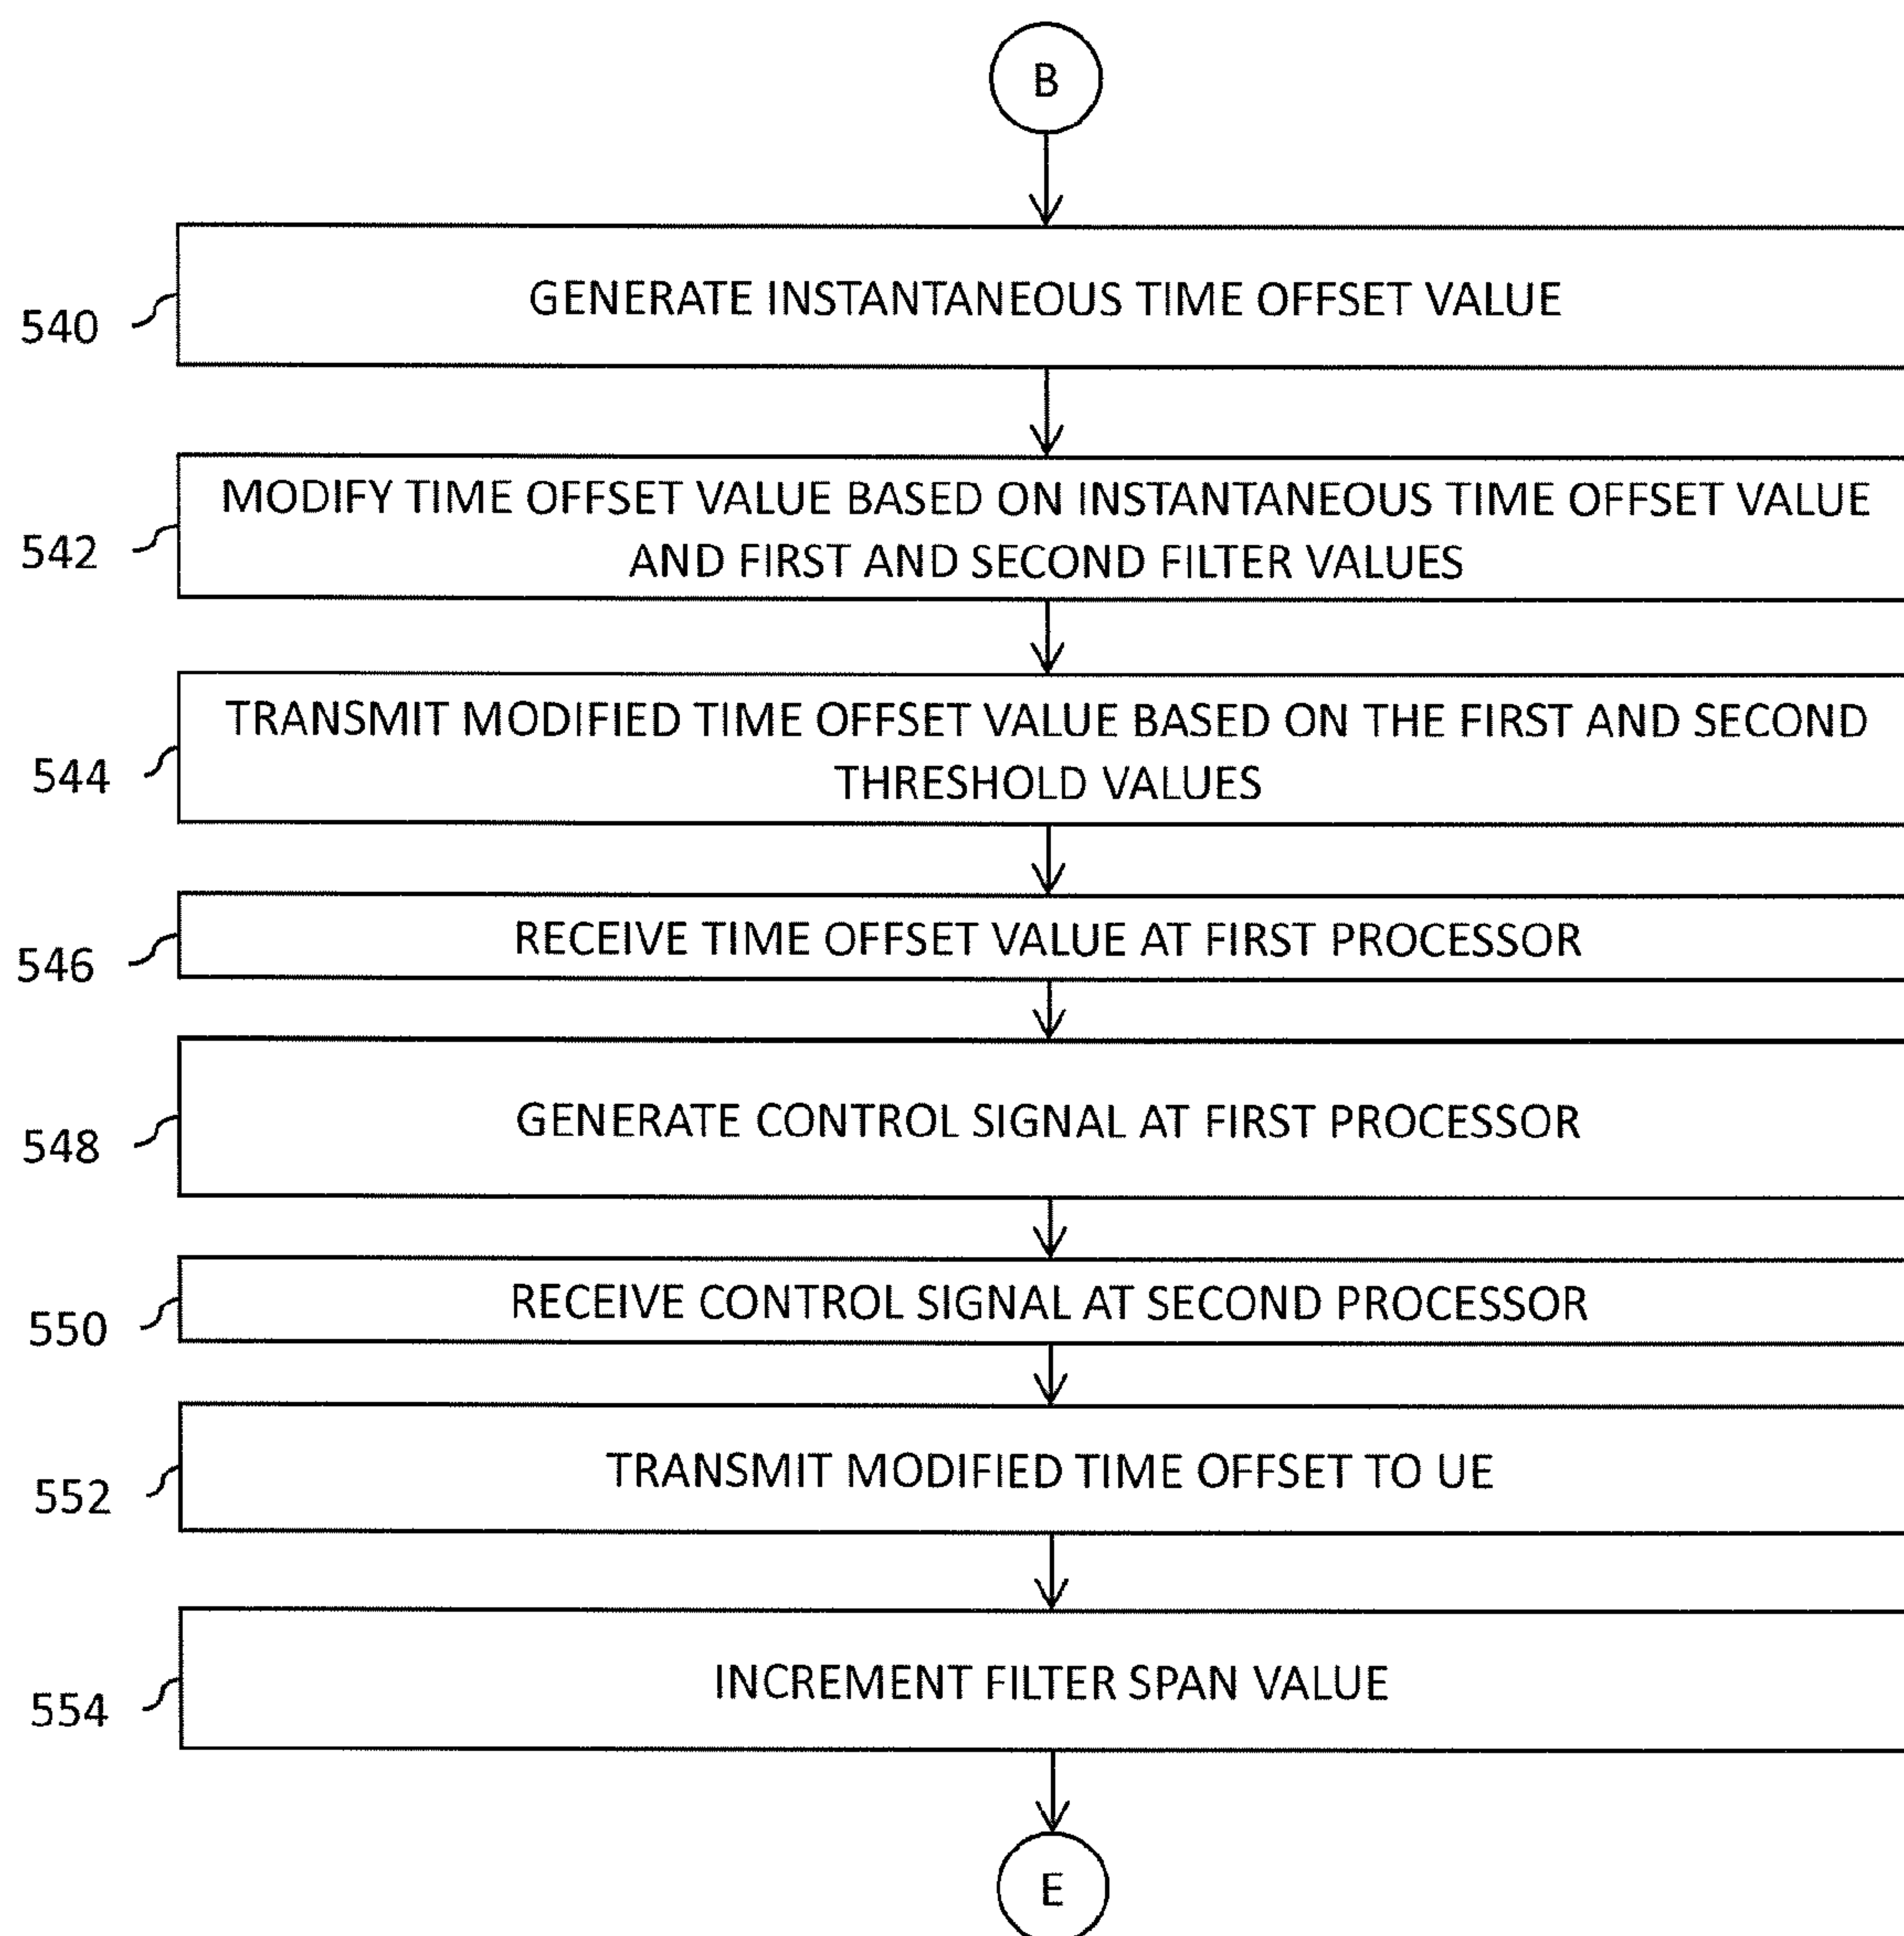 B
GENERATE INSTANTANEOUS TIME OFFSET VALUE
540
MODIFY TIME OFFSET VALUE BASED ON INSTANTANEOUS TIME OFFSET VALUE
AND FIRST AND SECOND FILTER VALUES
542
TRANSMIT MODIFIED TIME OFFSET VALUE BASED ON THE FIRST AND SECOND
THRESHOLD VALUES
544
RECEIVE TIME OFFSET VALUE AT FIRST PROCESSOR
546
GENERATE CONTROL SIGNAL AT FIRST PROCESSOR
548
RECEIVE CONTROL SIGNAL AT SECOND PROCESSOR
550
TRANSMIT MODIFIED TIME OFFSET TO UE
552
INCREMENT FILTER SPAN VALUE
554
E